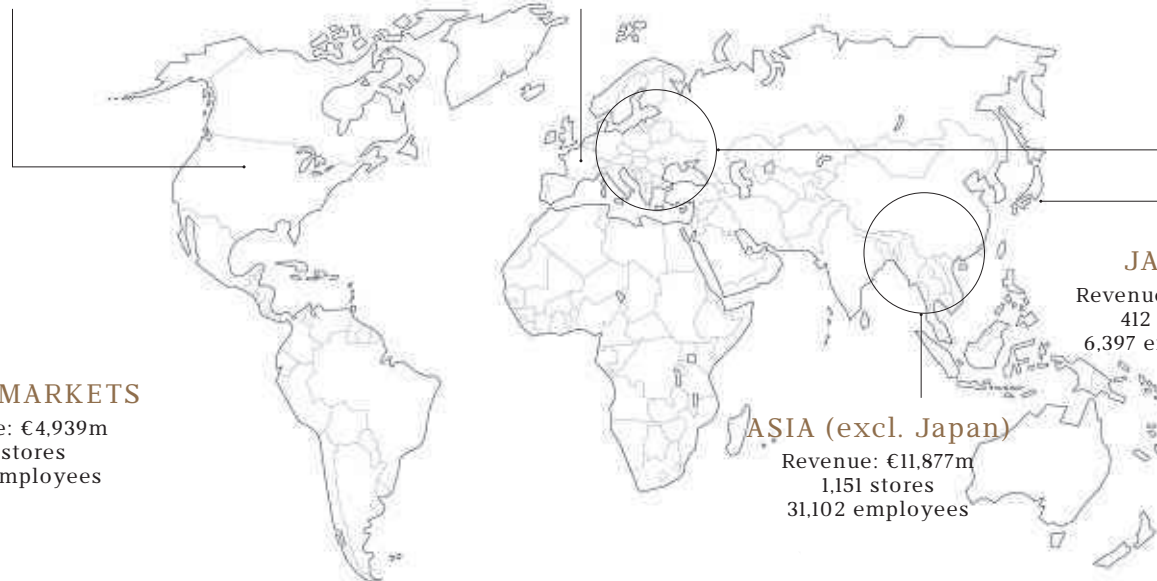 JA
Revenue
412
6,397 e
MARKETS
e: €4,939m
stores
mployees
ASIA (excl. Japan)
Revenue: €11,877m
1,151 stores
31,102 employees